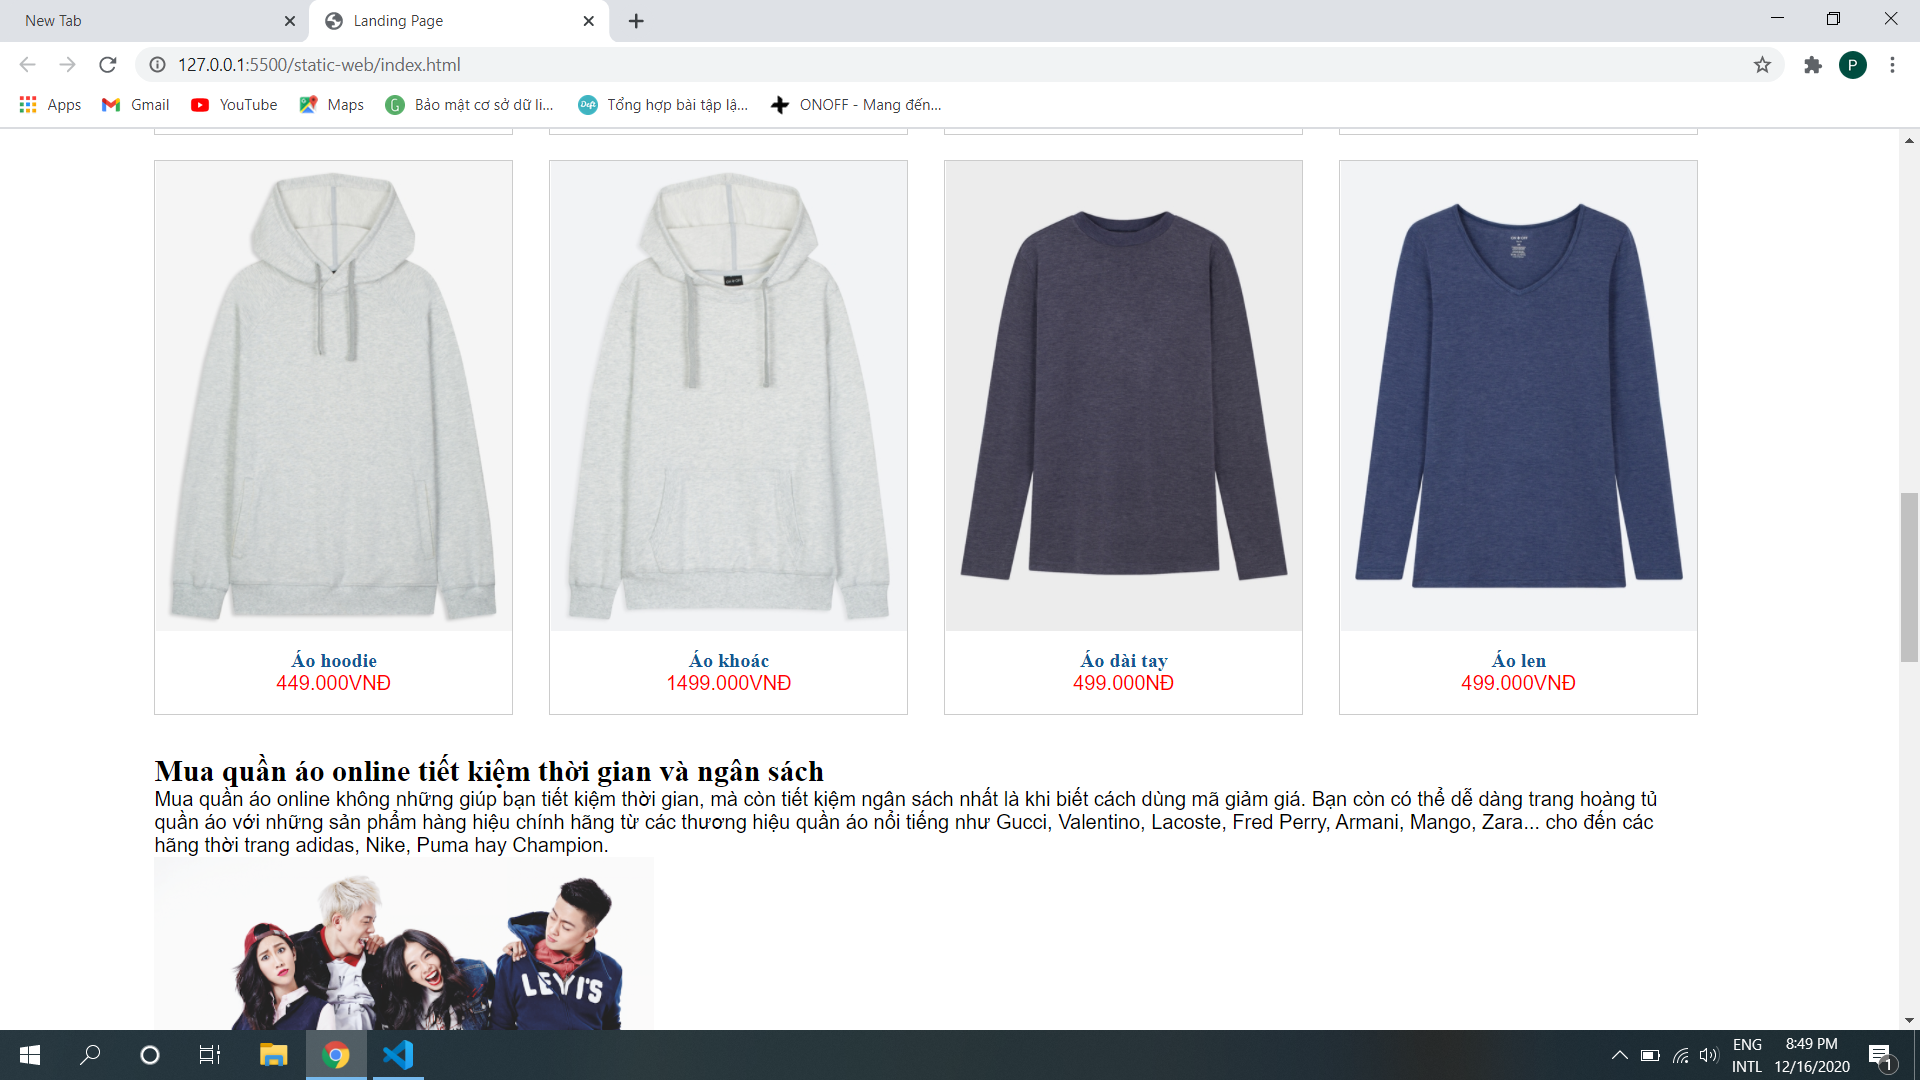 New Tab
Landing Page
127.0.0.1:5500/static-web/index.html
P
Apps
Gmail
YouTube
Maps
G
Bảo mật cơ sở dữ li...
Tổng hợp bài tập lậ...
ONOFF - Mang đến...
Áo hoodie
449.000VNĐ
Áo khoác
1499.000VNĐ
Áo dài tay
499.000NĐ
Áo len
499.000VNĐ
Mua quần áo online tiết kiệm thời gian và ngân sách
Mua quần áo online không những giúp bạn tiết kiệm thời gian, mà còn tiết kiệm ngân sách nhất là khi biết cách dùng mã giảm giá. Bạn còn có thể dễ dàng trang hoàng tủ
quần áo với những sản phẩm hàng hiệu chính hãng từ các thương hiệu quần áo nổi tiếng như Gucci, Valentino, Lacoste, Fred Perry, Armani, Mango, Zara... cho đến các
hãng thời trang adidas, Nike, Puma hay Champion.
LEVI'S
ENG
INTL
8:49 PM
12/16/2020
1